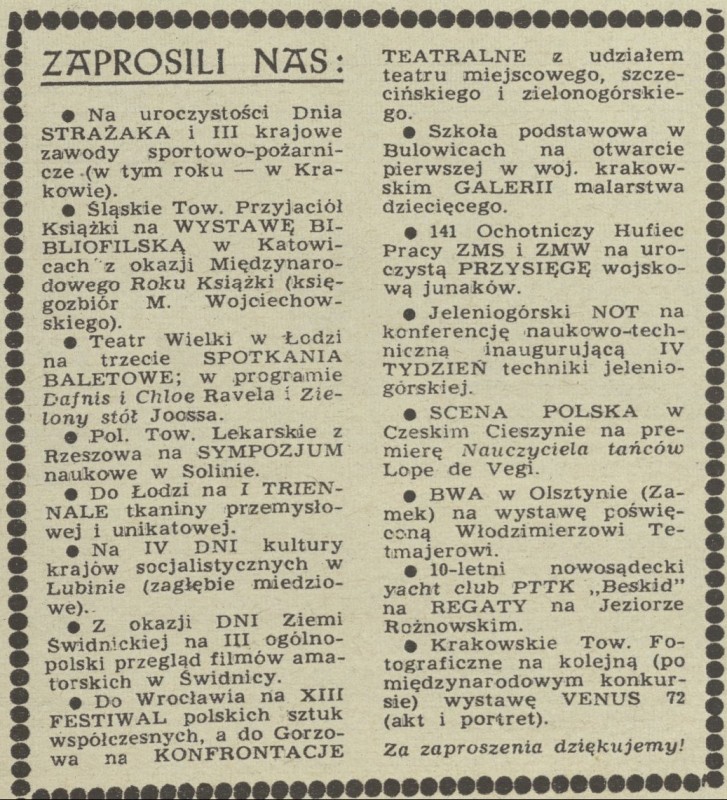 ZAPROSILI NAS:
● Na uroczystości Dnia
STRAŻAKA i III krajowe
zawody sportowo-pożarni-
cze (w tym roku — w Kra-
kowie).
● Śląskie Tow. Przyjaciół
Książki na WYSTAWĘ BI-
BLIOFILSKĄ w Katowi-
cach z okazji Międzynaro-
dowego Roku Książki (księ-
gozbiór M. Wojciechow-
skiego).
● Teatr Wielki w Łodzi
na trzecie SPOTKANIA
BALETOWE; w programie
Dafnis i Chloe Ravela i Zie-
lony stół Joossa.
● Pol. Tow. Lekarskie z
Rzeszowa na SYMPOZJUM
naukowe w Solinie.
● Do Łodzi na I TRIEN-
NALE tkaniny przemysło-
wej i unikatowej.
● Na IV DNI kultury
krajów socjalistycznych w
Lubinie (zagłębie miedzio-
we).
● Z okazji DNI Ziemi
Świdnickiej na III ogólno-
polski przegląd filmów ama-
torskich w Świdnicy.
● Do Wrocławia na XIII
FESTIWAL polskich sztuk
współczesnych, a do Gorzo-
wa na KONFRONTACJE
TEATRALNE z udziałem
teatru miejscowego, szcze-
cińskiego i zielonogórskie-
go.
● Szkoła podstawowa w
Bulowicach na otwarcie
pierwszej w woj. krakow-
skim GALERII malarstwa
dziecięcego.
● 141 Ochotniczy Hufiec
Pracy ZMS i ZMW na uro-
czystą PRZYSIĘGĘ wojsko-
wą junaków.
● Jeleniogórski NOT na
konferencję naukowo-tech-
niczną inaugurującą IV
TYDZIEŃ techniki jelenio-
górskiej.
● SCENA POLSKA w
Czeskim Cieszynie na pre-
mierę Nauczyciela tańców
Lope de Vegi.
● BWA w Olsztynie (Za-
mek) na wystawę poświę-
coną Włodzimierzowi Te-
tmajerowi.
● 10-letni nowosądecki
yacht club PTTK „Beskid"
na REGATY na Jeziorze
Rożnowskim.
● Krakowskie Tow. Fo-
tograficzne na kolejną (po
międzynarodowym konkur-
sie) wystawę VENUS 72
(akt i portret).
Za zaproszenia dziękujemy!